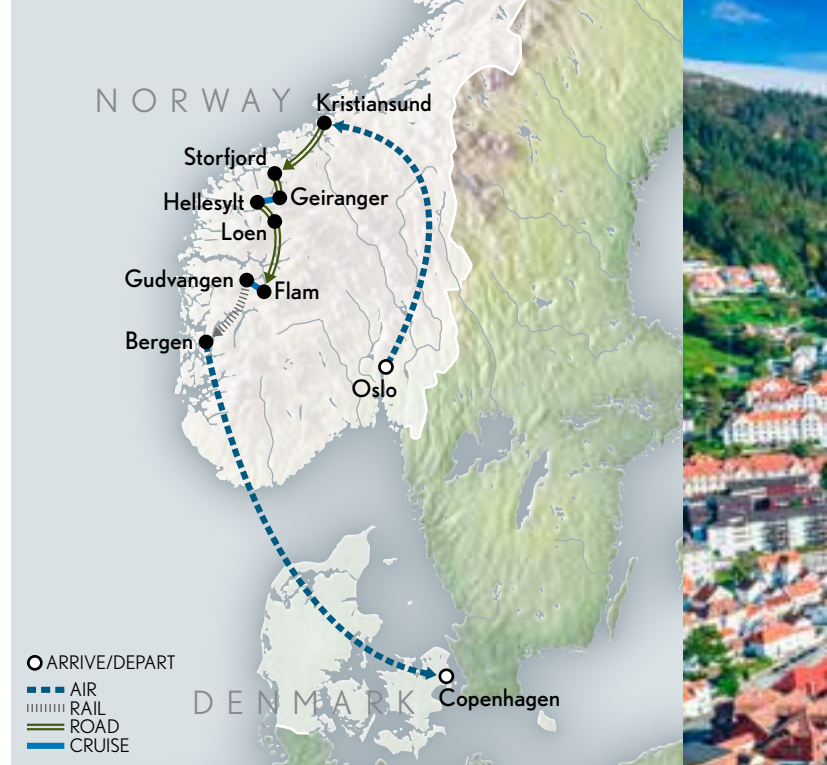 NORWAY
Kristiansund
Storfjord
Hellesylt
Geiranger
Loen
Gudvangen
Flam
Bergen
Oslo
ARRIVE/DEPART
AIR
RAIL
ROAD
CRUISE
DENMARK
Copenhagen